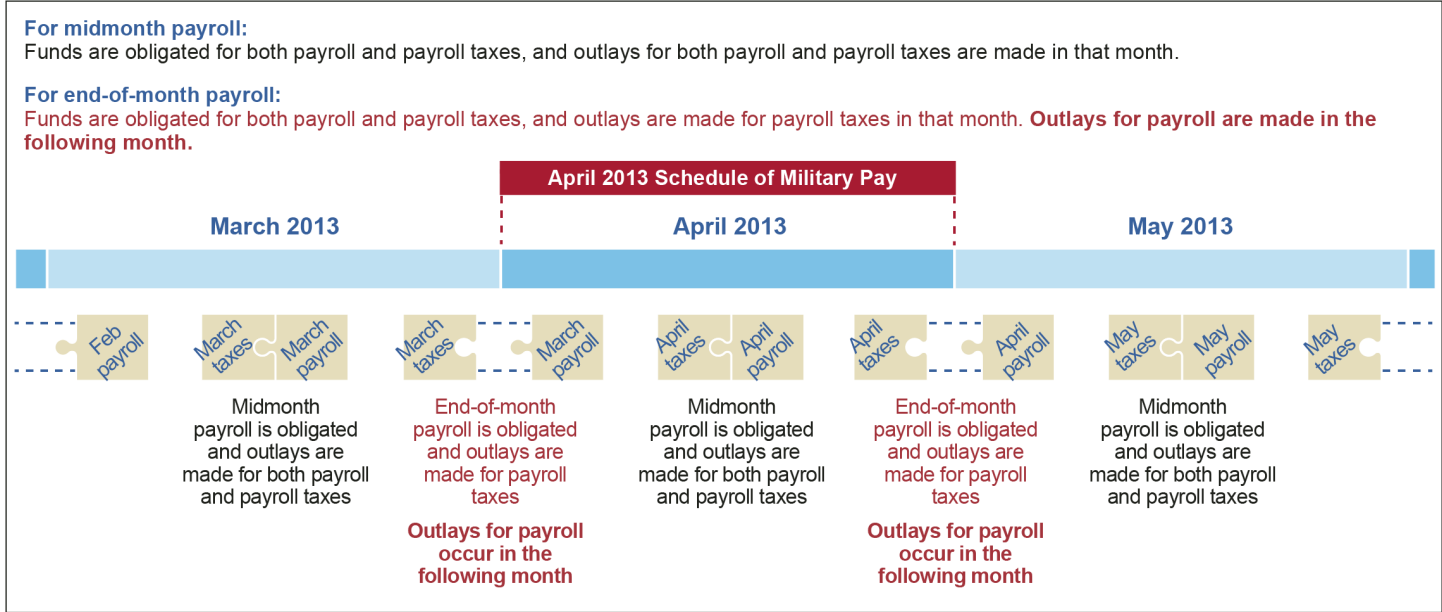 For midmonth payroll:
Funds are obligated for both payroll and payroll taxes, and outlays for both payroll and payroll taxes are made in that month.
For end-of-month payroll:
Funds are obligated for both payroll and payroll taxes, and outlays are made for payroll taxes in that month. Outlays for payroll are made in the
following month.
April 2013 Schedule of Military Pay
March 2013
April 2013
May 2013
Feb
payroll
March
taxes
March
payroll
March
taxes
March
payroll
April
taxes
April
payroll
April
taxes
April
payroll
May
taxes
May
payroll
May
taxes
Midmonth
payroll is obligated
and outlays are
made for both payroll
and payroll taxes
End-of-month
payroll is obligated
and outlays are
made for payroll
taxes
Outlays for payroll
occur in the
following month
Midmonth
payroll is obligated
and outlays are
made for both payroll
and payroll taxes
End-of-month
payroll is obligated
and outlays are
made for payroll
taxes
Outlays for payroll
occur in the
following month
Midmonth
payroll is obligated
and outlays are
made for both payroll
and payroll taxes